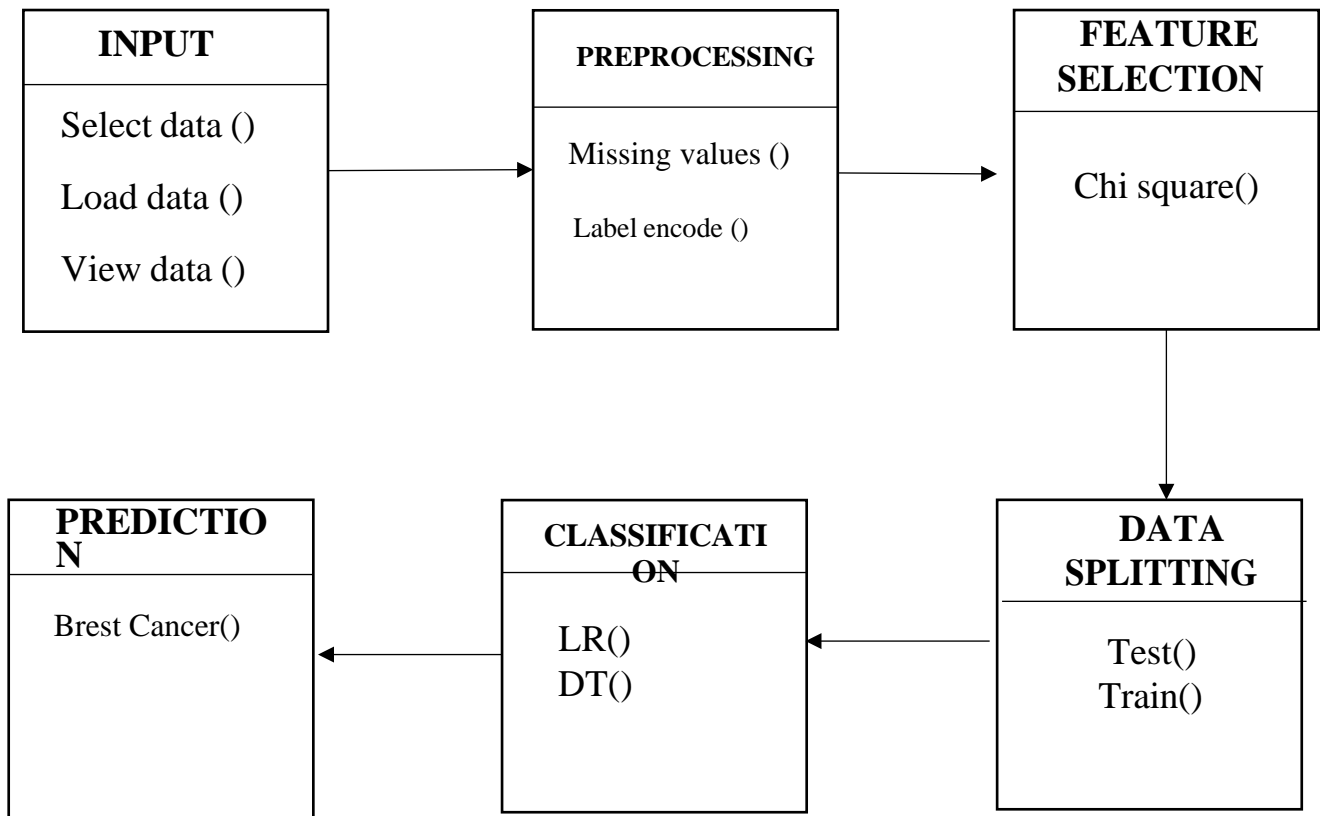 INPUT
Select data ()
Load data ()
View data ()
PREPROCESSING
Missing values ()
Label encode ()
FEATURE
SELECTION
Chi square()
PREDICTIO
N
Brest Cancer()
CLASSIFICATI
ON
LR()
DT()
DATA
SPLITTING
Test()
Train()